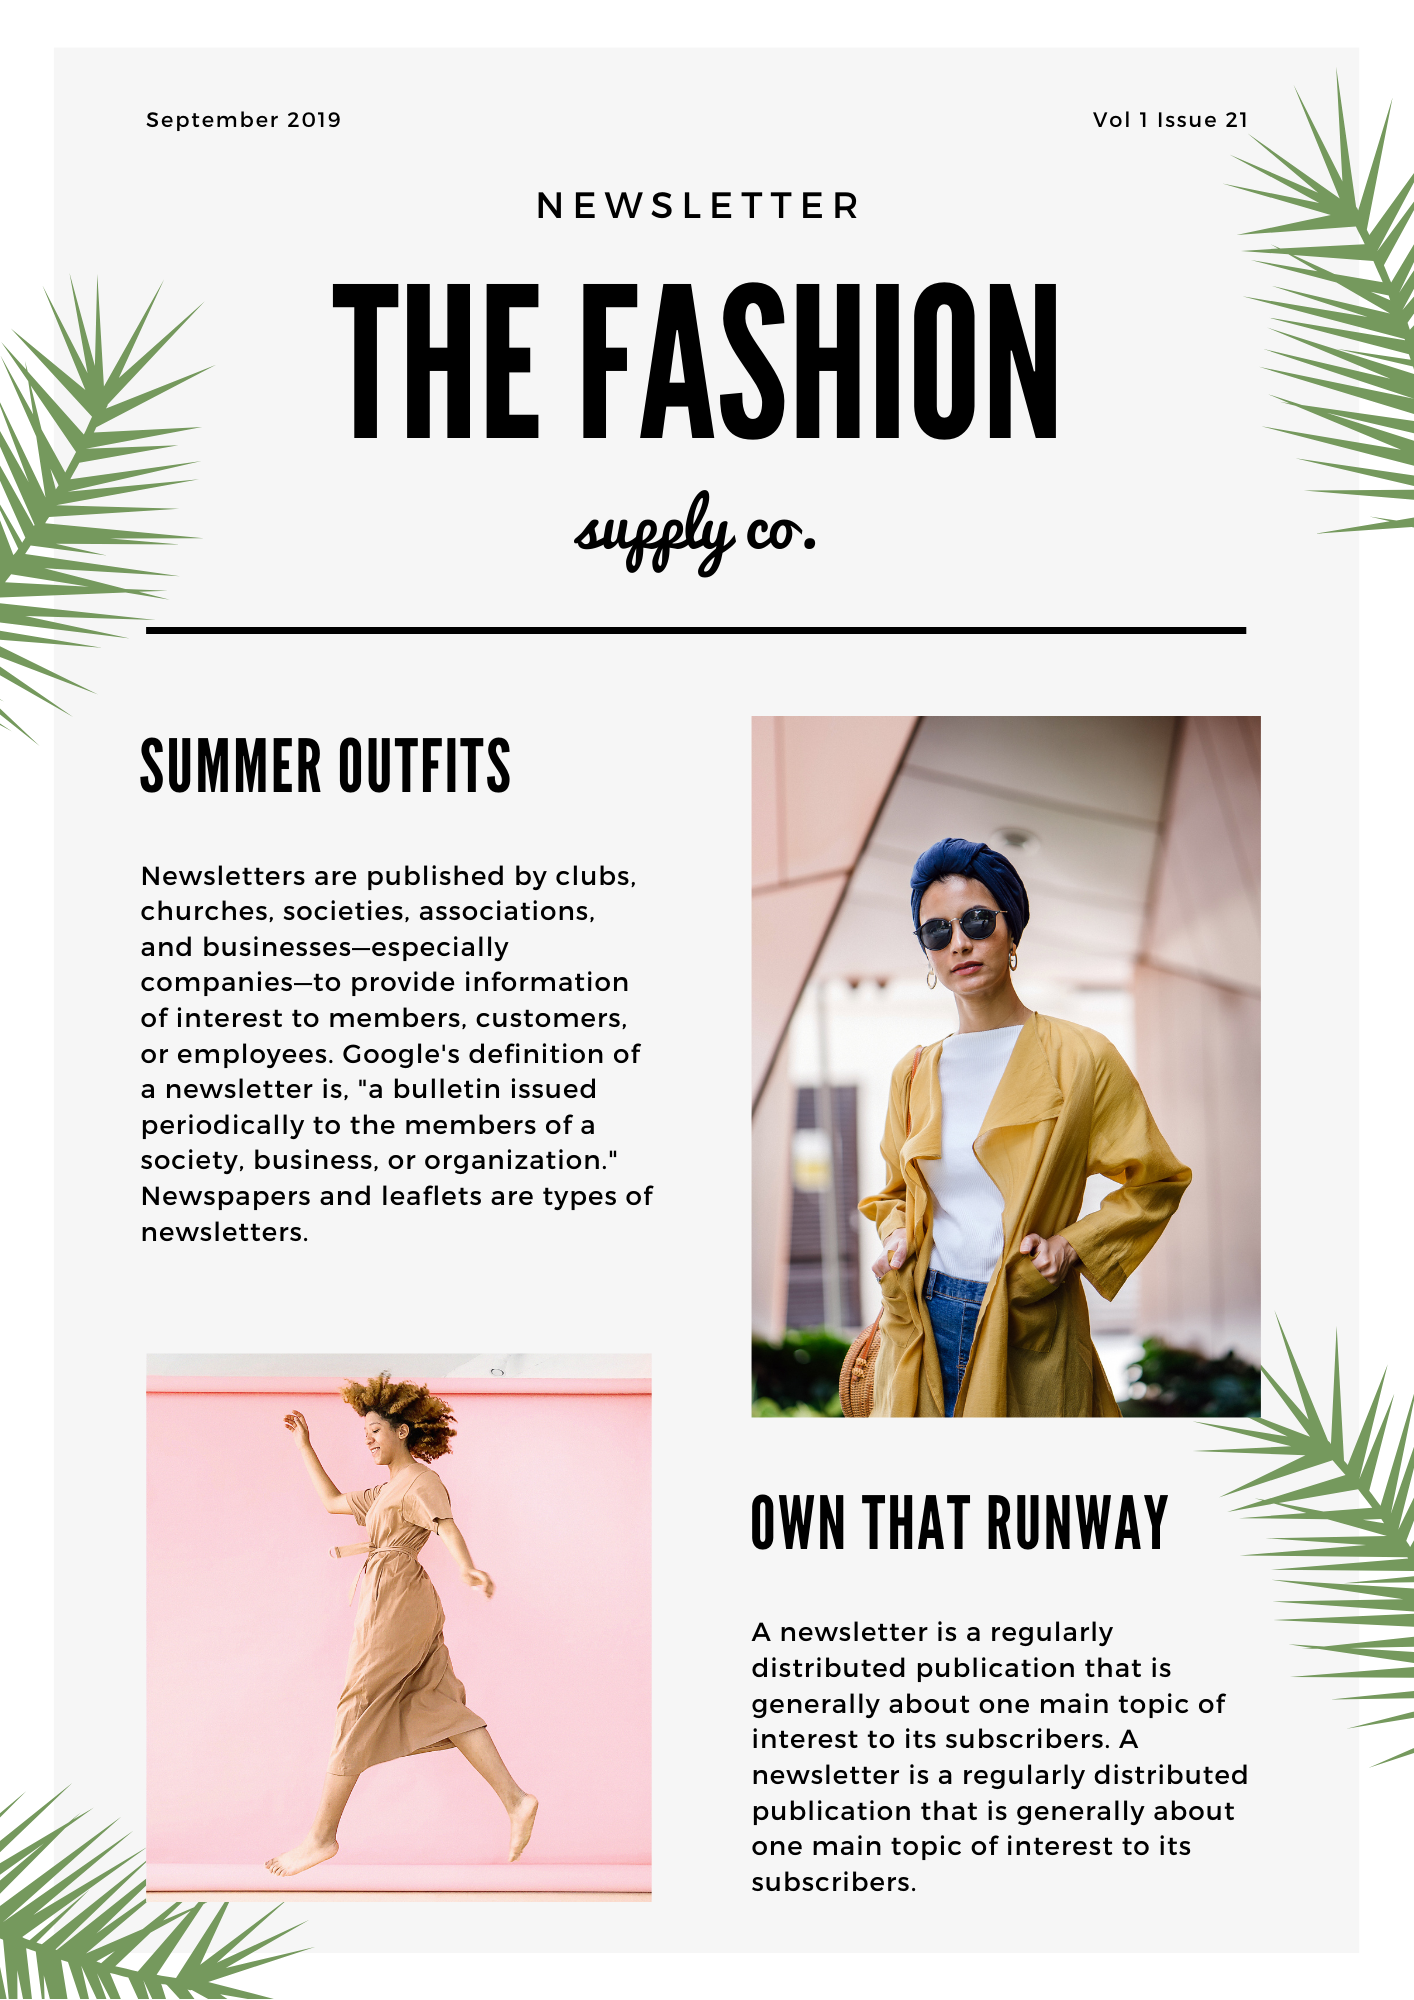 September 2019
Vol 1 Issue 21
NEWSLETTER
THE FASHION
supply co.
SUMMER OUTFITS
Newsletters are published by clubs,
churches, societies, associations,
and businesses—especially
companies—to provide information
of interest to members, customers,
or employees. Google's definition of
a newsletter is, "a bulletin issued
periodically to the members of a
society, business, or organization."
Newspapers and leaflets are types of
newsletters.
OWN THAT RUNWAY
A newsletter is a regularly
distributed publication that is
generally about one main topic of
interest to its subscribers. A
newsletter is a regularly distributed
publication that is generally about
one main topic of interest to its
subscribers.